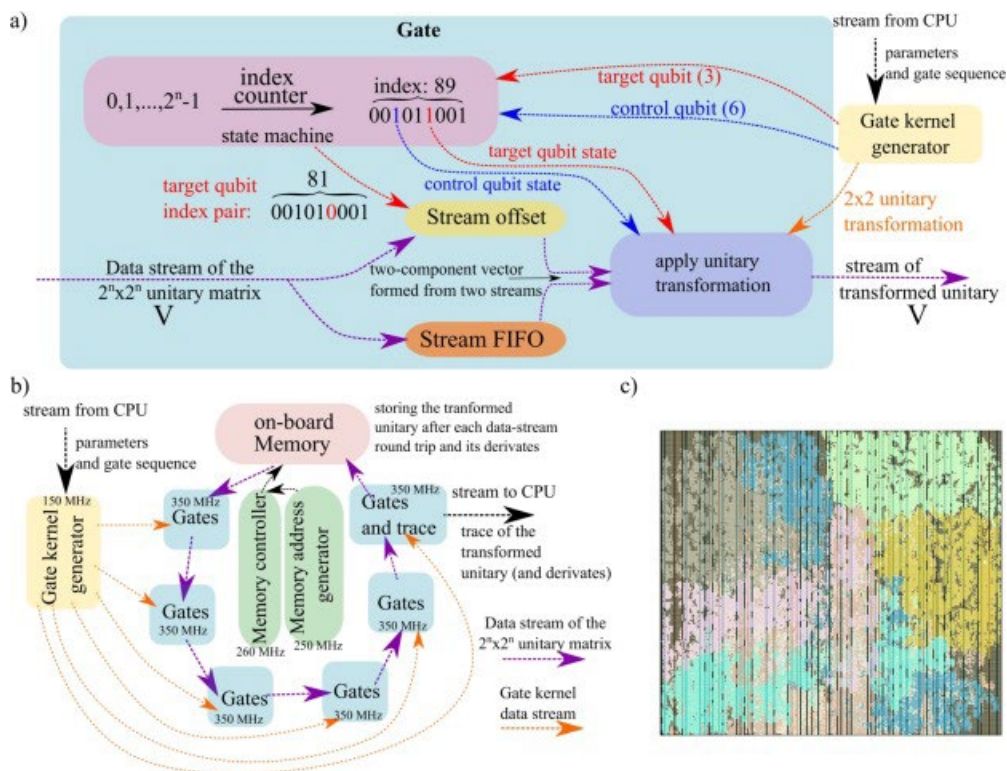 a)
Gate
stream from CPU
parameters
and gate sequence
0,1,...,2ⁿ-1
index
counter
state machine
index: 89
001011001
target qubit (3)
control qubit (6)
Gate kernel
generator
target qubit
index pair:
81
001010001
target qubit state
control qubit state
2x2 unitary
transformation
Stream offset
Data stream of the
2ⁿx2ⁿ unitary matrix
V
two-component vector
formed from two streams
apply unitary
transformation
stream of
transformed unitary
V
Stream FIFO
b)
stream from CPU
parameters
and gate sequence
on-board
Memory
storing the tranformed
unitary after each data-stream
round trip and its derivates
150 MHz
Gate kernel
generator
350 MHz
Gates
Memory controller
260 MHz
Memory address
generator
250 MHz
350 MHz
Gates
and trace
stream to CPU
trace of the
transformed
unitary (and derivates)
Gates
350 MHz
Gates
350 MHz
Gates
350 MHz
Gates
350 MHz
Data stream of the
2ⁿx2ⁿ unitary matrix
Gate kernel
data stream
c)